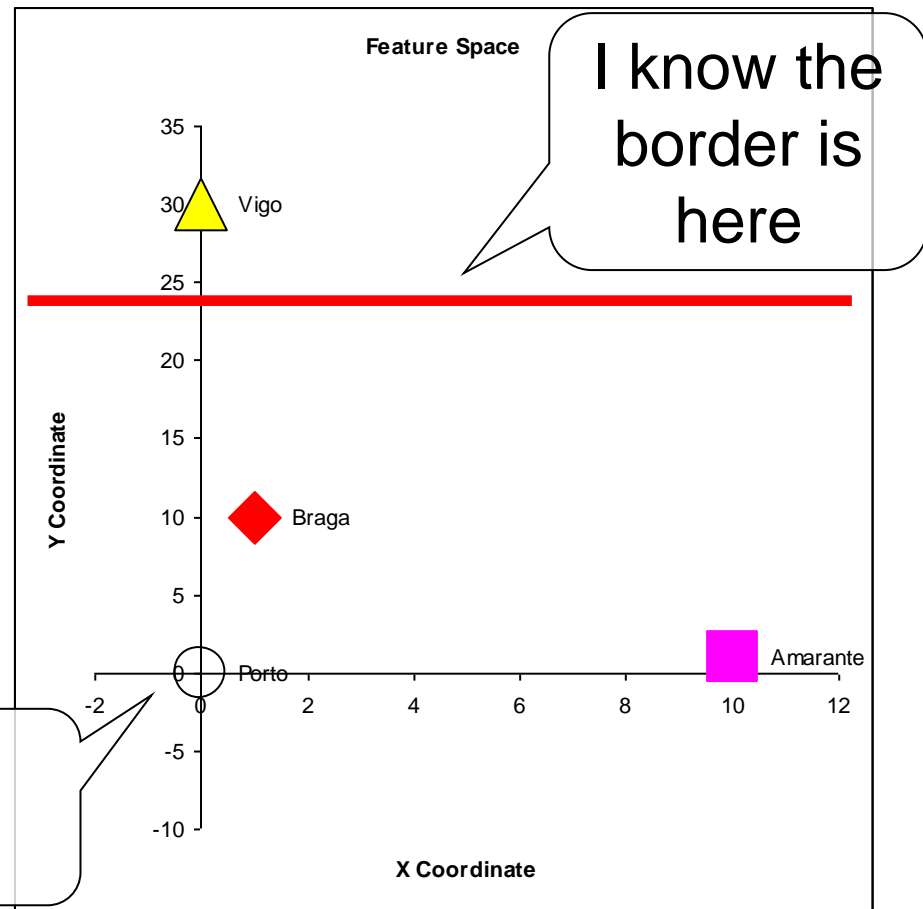 Feature Space
I know the
border is
here
35
30
Vigo
25
20
15
10
Braga
5
0
Porto
Amarante
-2
0
2
4
6
8
10
12
-5
-10
Y Coordinate
X Coordinate